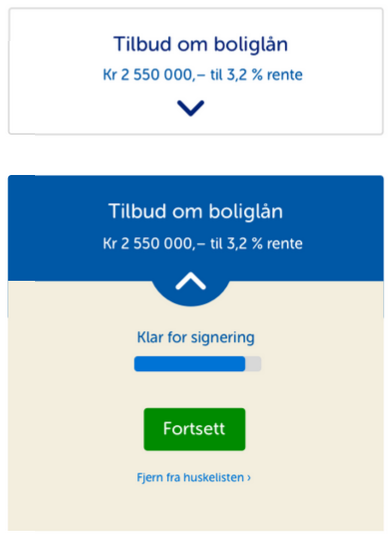 Tilbud om boliglån
Kr 2 550 000,– til 3,2 % rente
Tilbud om boliglån
Kr 2 550 000,– til 3,2 % rente
Klar for signering
Fortsett
Fjern fra huskelisten ›